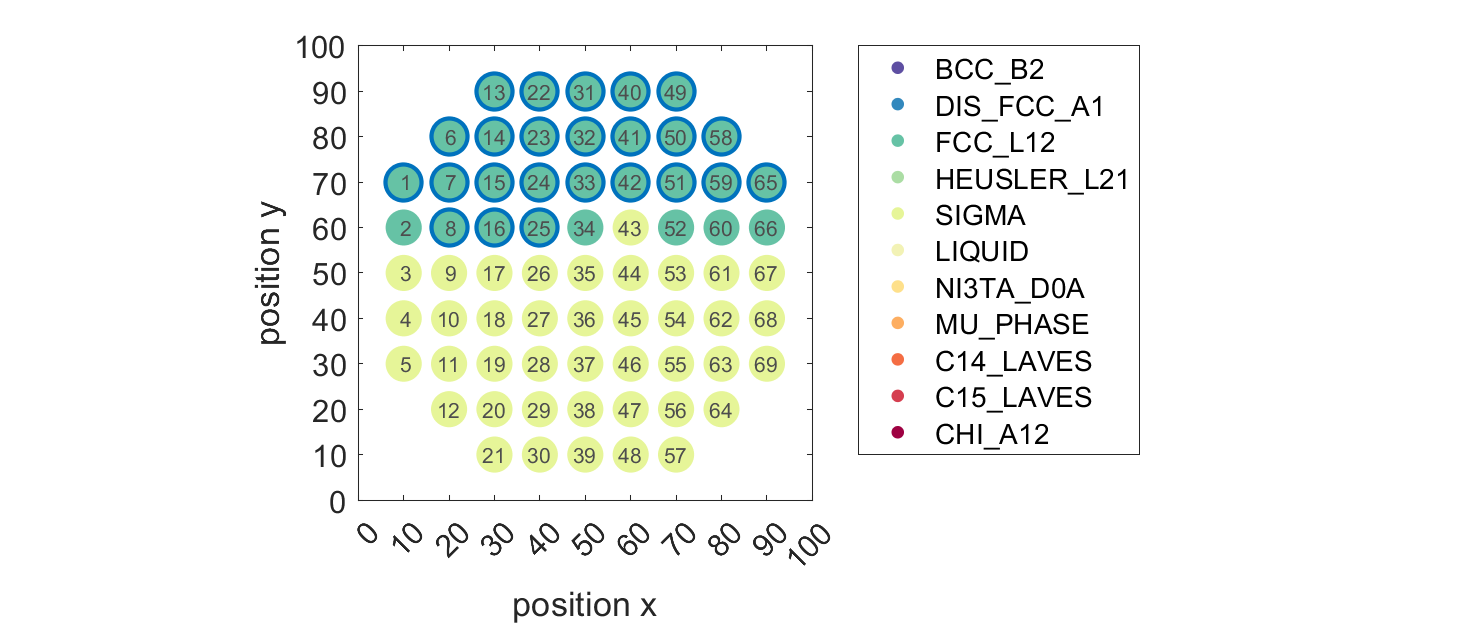 100
90
80
70
60
50
40
30
20
10
0
position y
13 22 31 40 49
6 14 23 32 41 50 58
1 7 15 24 33 42 51 59 65
2 8 16 25 34 43 52 60 66
3 9 17 26 35 44 53 61 67
4 10 18 27 36 45 54 62 68
5 11 19 28 37 46 55 63 69
12 20 29 38 47 56 64
21 30 39 48 57
0 10 20 30 40 50 60 70 80 90 100
position x
BCC_B2
DIS_FCC_A1
FCC_L12
HEUSLER_L21
SIGMA
LIQUID
NI3TA_D0A
MU_PHASE
C14_LAVES
C15_LAVES
CHI_A12